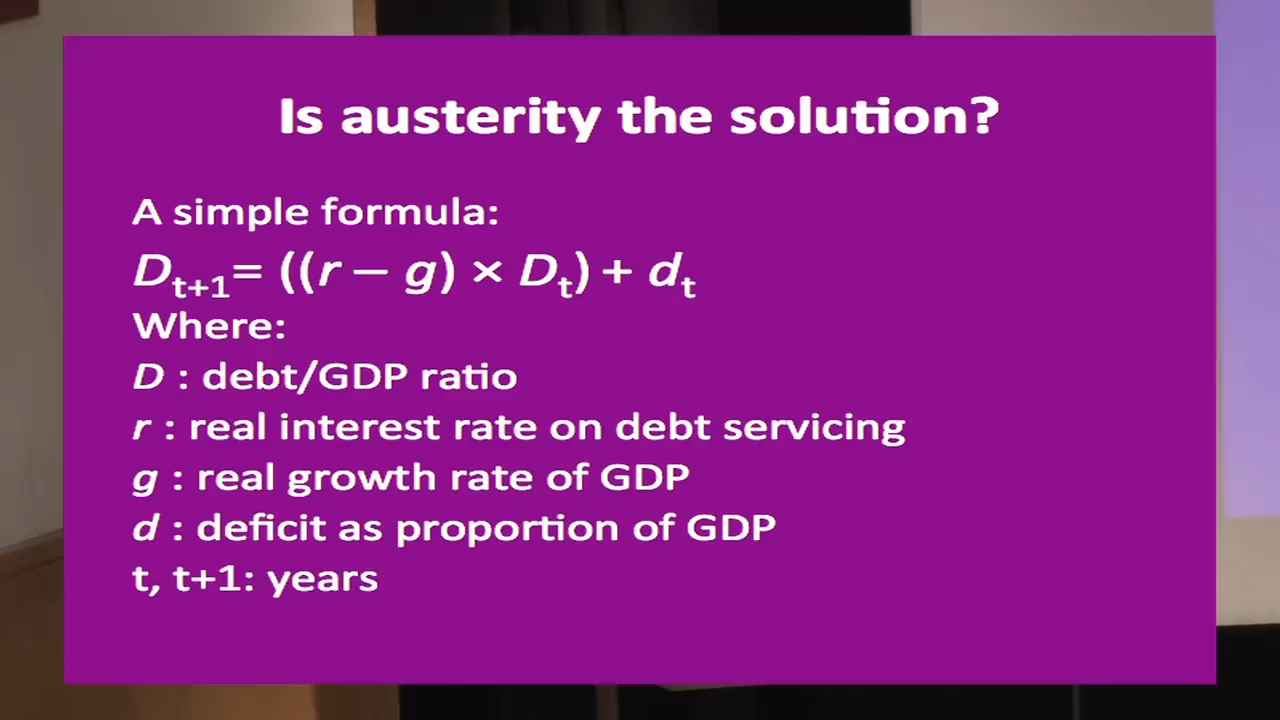 Is austerity the solution?
A simple formula:
Dt+1= ((r – g) × Dt) + dt
Where:
D : debt/GDP ratio
r : real interest rate on debt servicing
g : real growth rate of GDP
d : deficit as proportion of GDP
t, t+1: years